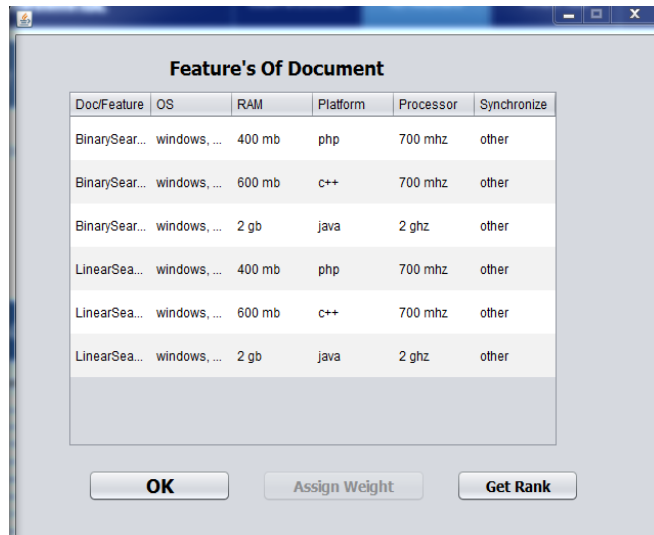 Feature's Of Document
Doc/Feature OS RAM Platform Processor Synchronize
BinarySear... windows, ... 400 mb php 700 mhz other
BinarySear... windows, ... 600 mb c++ 700 mhz other
BinarySear... windows, ... 2 gb java 2 ghz other
LinearSea... windows, ... 400 mb php 700 mhz other
LinearSea... windows, ... 600 mb c++ 700 mhz other
LinearSea... windows, ... 2 gb java 2 ghz other
OK Assign Weight Get Rank